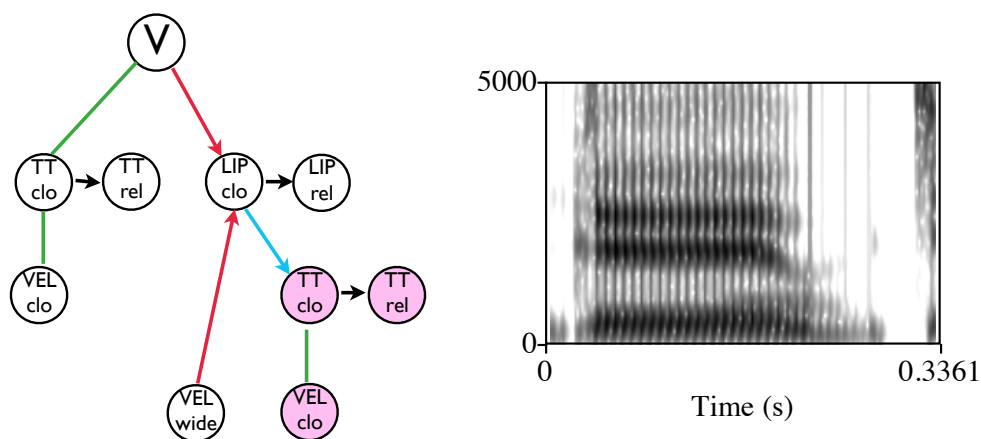 V
TT
clo
TT
rel
LIP
clo
LIP
rel
VEL
clo
TT
clo
TT
rel
VEL
wide
VEL
clo
5000
0
0
0.3361
Time (s)